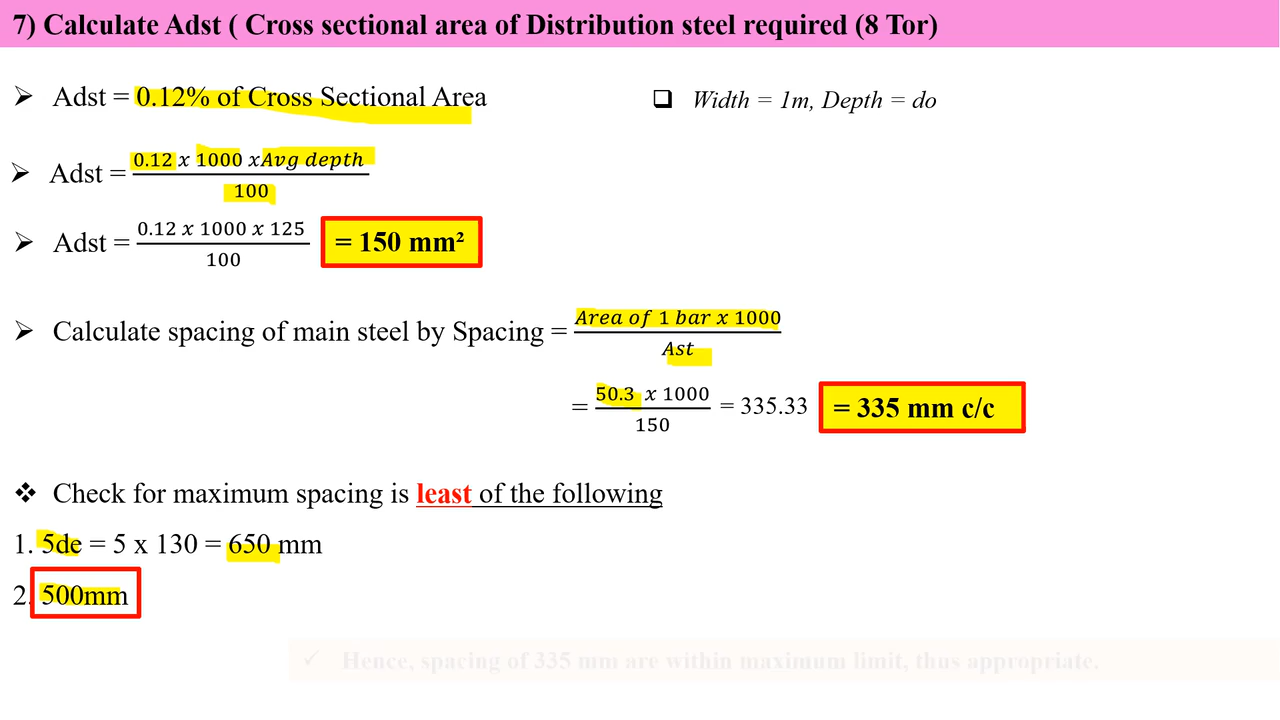 7) Calculate Adst ( Cross sectional area of Distribution steel required (8 Tor)
➢ Adst = 0.12% of Cross Sectional Area
❑ Width = 1m, Depth = do
➢ Adst = 0.12 x 1000 xAvg depth / 100
➢ Adst = 0.12 x 1000 x 125 / 100 = 150 mm²
➢ Calculate spacing of main steel by Spacing = Area of 1 bar x 1000 / Ast
= 50.3 x 1000 / 150 = 335.33 = 335 mm c/c
❖ Check for maximum spacing is least of the following
1. 5de = 5 x 130 = 650 mm
2. 500mm
✓ Hence, spacing of 335 mm are within maximum limit, thus appropriate.